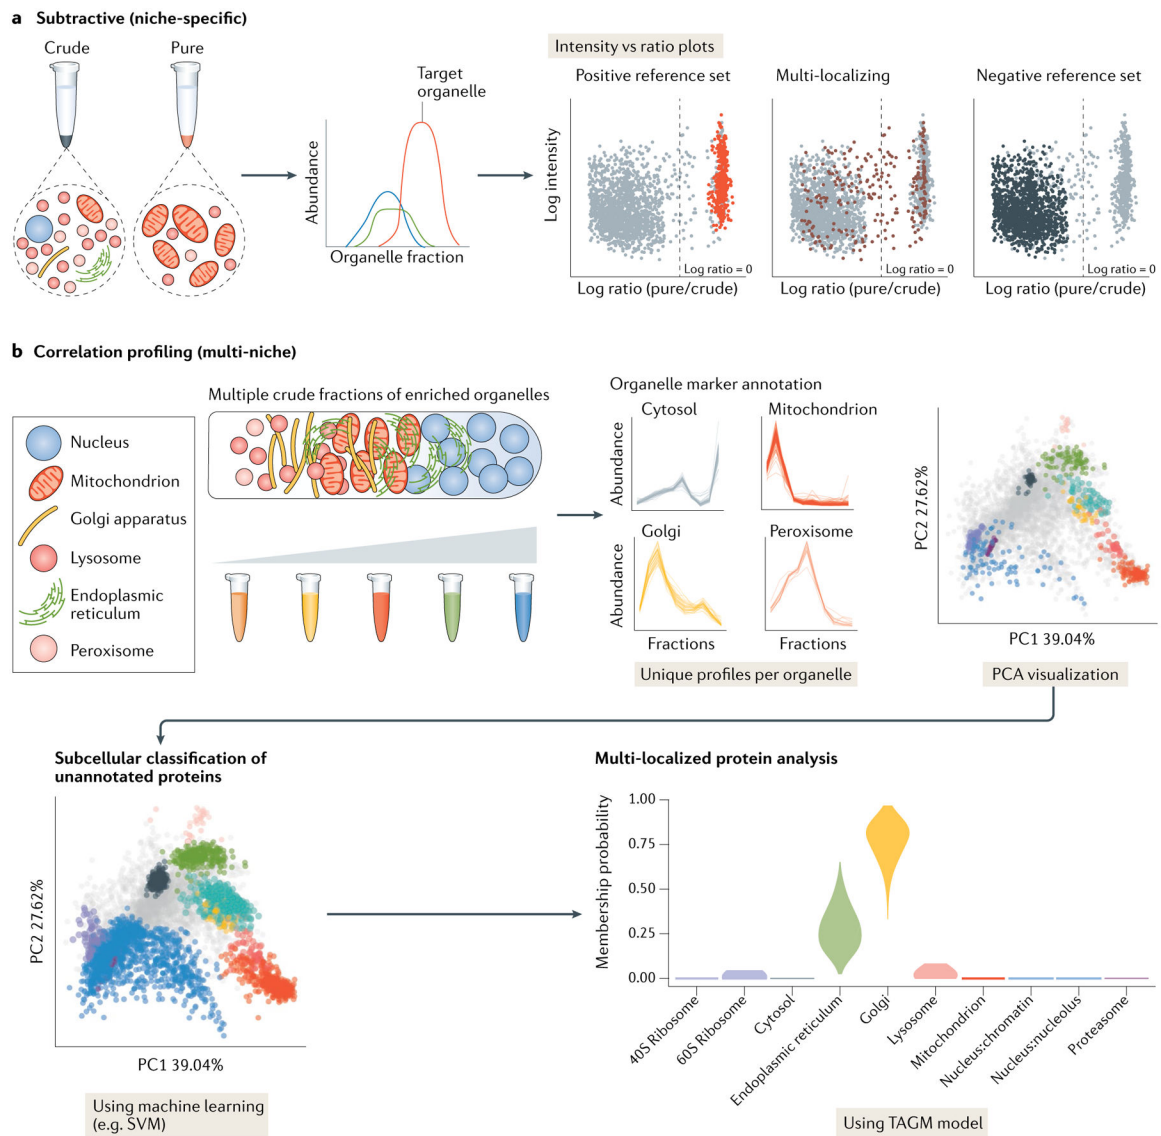 a Subtractive (niche-specific)
Crude
Pure
Target
organelle
Abundance
Organelle fraction
Intensity vs ratio plots
Positive reference set
Multi-localizing
Negative reference set
Log intensity
Log ratio = 0
Log ratio = 0
Log ratio = 0
Log ratio (pure/crude)
Log ratio (pure/crude)
Log ratio (pure/crude)
b Correlation profiling (multi-niche)
Nucleus
Mitochondrion
Golgi apparatus
Lysosome
Endoplasmic
reticulum
Peroxisome
Multiple crude fractions of enriched organelles
Organelle marker annotation
Cytosol
Mitochondrion
Abundance
Golgi
Peroxisome
Abundance
Fractions
Fractions
Unique profiles per organelle
PC2 27.62%
PC1 39.04%
PCA visualization
Subcellular classification of
unannotated proteins
PC2 27.62%
PC1 39.04%
Using machine learning
(e.g. SVM)
Multi-localized protein analysis
Membership probability
1.00
0.75
0.50
0.25
0.00
40S Ribosome
60S Ribosome
Cytosol
Endoplasmic reticulum
Golgi
Lysosome
Mitochondrion
Nucleus:chromatin
Nucleus:nucleolus
Proteasome
Using TAGM model